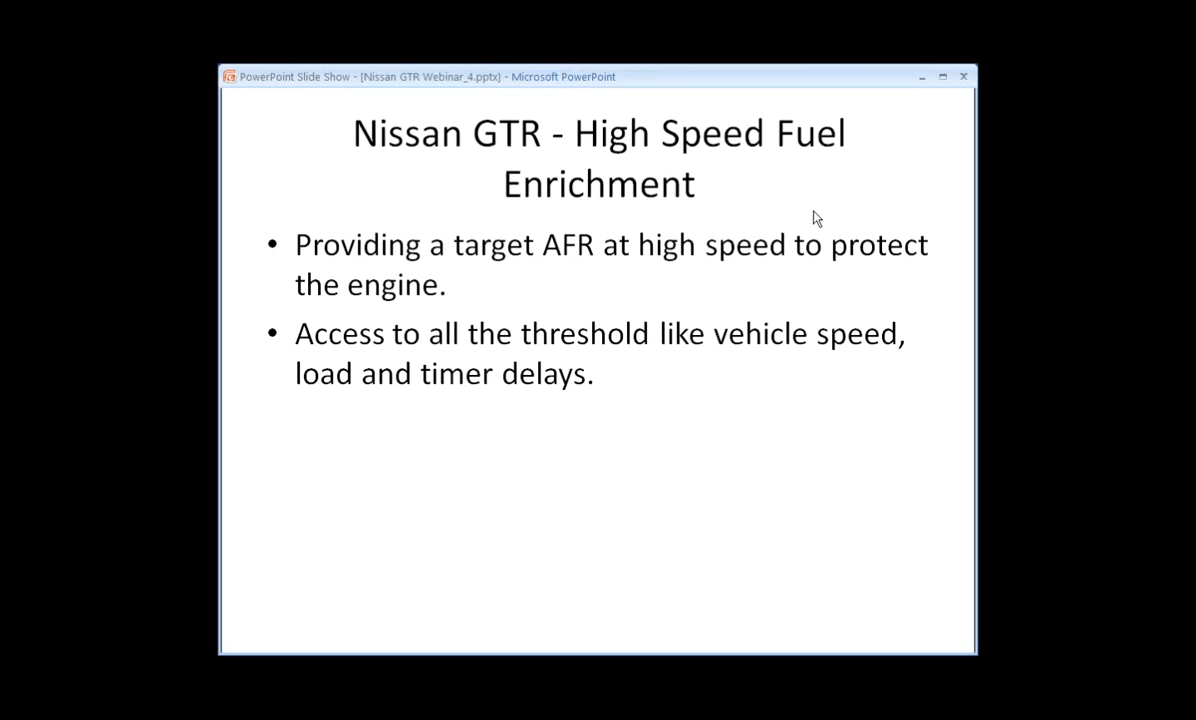 PowerPoint Slide Show - [Nissan GTR Webinar_4.pptx] - Microsoft PowerPoint
Nissan GTR - High Speed Fuel
Enrichment
• Providing a target AFR at high speed to protect
the engine.
• Access to all the threshold like vehicle speed,
load and timer delays.